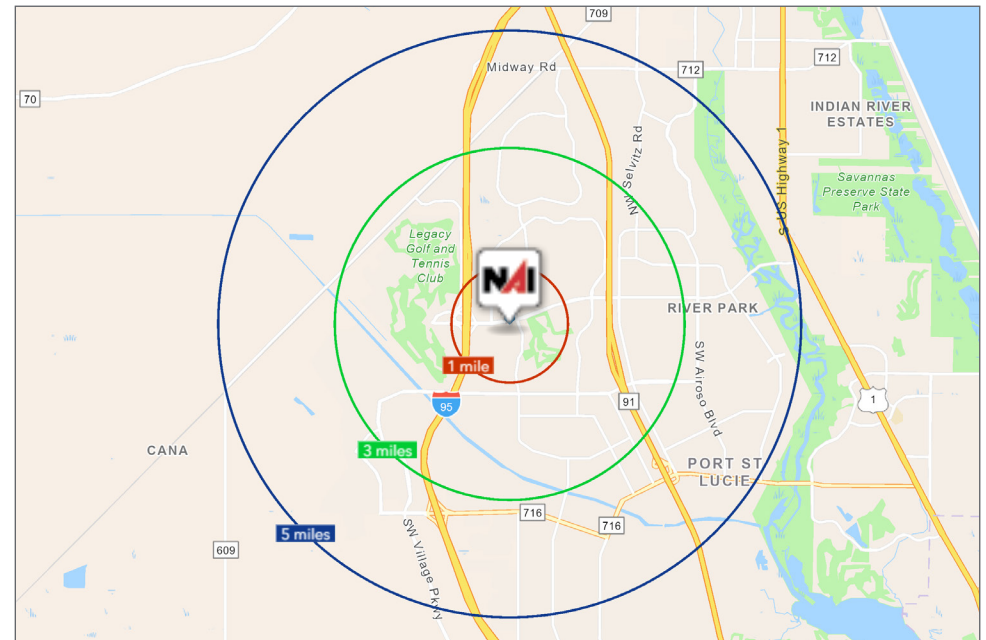 709
Midway Rd
712
712
70
INDIAN RIVER
ESTATES
NW Selvitz Rd
S US Highway 1
Savannas
Preserve State
Park
Legacy
Golf and
Tennis
Club
NAI
RIVER PARK
1 mile
SW Airoso Blvd
95
91
1
3 miles
CANA
PORT ST
LUCIE
716
716
5 miles
609
SW Village Pkwy